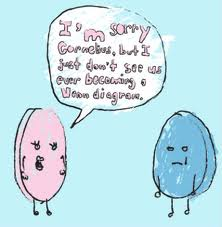 I'm sorry
Cornelius, but I
just don't see us
ever becoming a
Venn diagram.